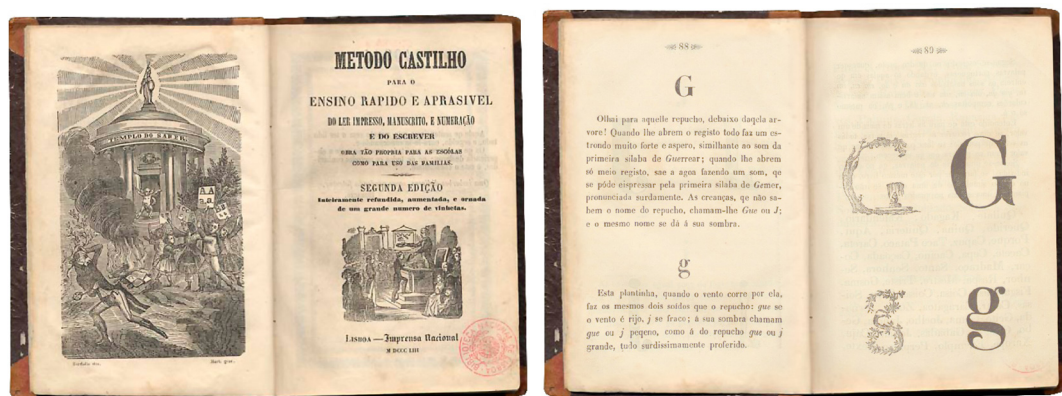 TEMPLO DO SABER
A A
a a
METODO CASTILHO
PARA O
ENSINO RAPIDO E APRASIVEL
DO LER IMPRESSO, MANUSCRITO, E NUMERAÇÃO
E DO ESCREVER
OBRA TÃO PROPRIA PARA AS ESCÓLAS
COMO PARA USO DAS FAMILIAS.
SEGUNDA EDIÇÃO
Inteiramente refundida, augmentada, e ornada
de um grande numero de vinhetas.
LISBOA — Imprensa Nacional
M DCCC LIII
88
G
Olhai para aquelle repucho, debaixo daqela ar-
vore! Quando lhe abrem o registo todo faz um es-
trondo muito forte e aspero, similhante ao som da
primeira silaba de Guerrear; quando lhe abrem
só meio registo, sae a agoa fazendo um som, qe
se póde eispressar pela primeira silaba de Gemer,
pronunciada surdamente. As creanças, qe não sa-
bem o nome do repucho, chamam-lhe Gue ou J;
e o mesmo nome se dá á sua sombra.
g
Esta plantinha, quando o vento corre por ela,
faz os mesmos dois soídos que o repucho: gue se
o vento é rijo, j se fraco; á sua sombra chamam
gue ou j peqeno, como á do repucho gue ou j
grande, tudo surdissimamente proferido.
89
G G
g g